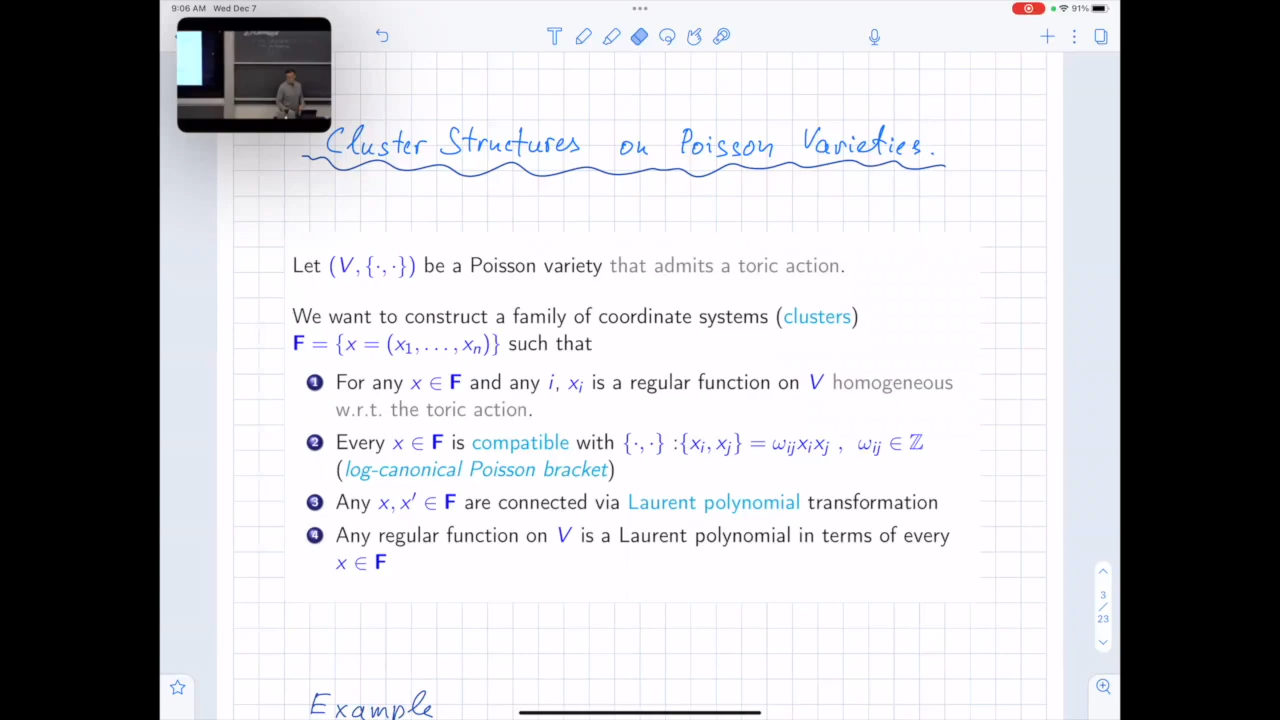 9:06 AM Wed Dec 7
91%
Cluster Structures on Poisson Varieties.
Let (V, {·, ·}) be a Poisson variety that admits a toric action.
We want to construct a family of coordinate systems (clusters)
F = {x = (x₁, . . . , xₙ)} such that
1 For any x ∈ F and any i, xᵢ is a regular function on V homogeneous
w.r.t. the toric action.
2 Every x ∈ F is compatible with {·, ·} :{xᵢ, xⱼ} = ωᵢⱼxᵢxⱼ , ωᵢⱼ ∈ ℤ
(log-canonical Poisson bracket)
3 Any x, x′ ∈ F are connected via Laurent polynomial transformation
4 Any regular function on V is a Laurent polynomial in terms of every
x ∈ F
3
/
23
Example